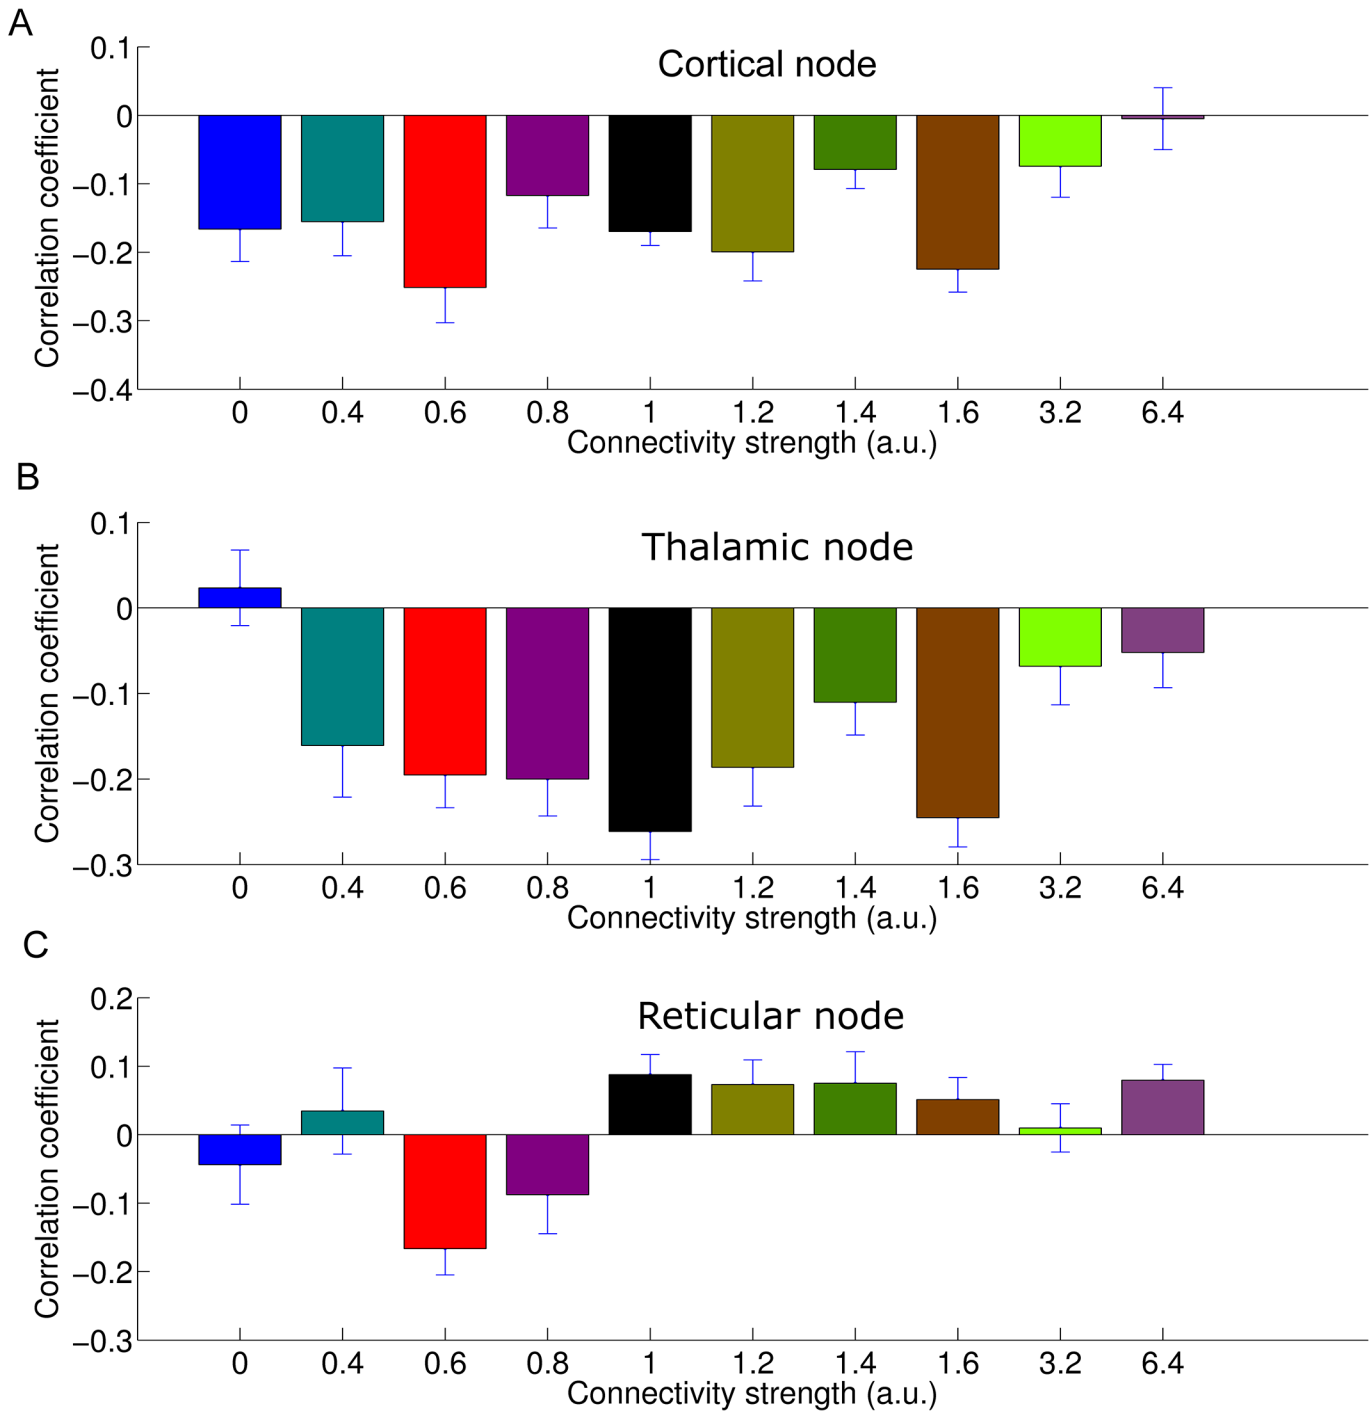 A
Cortical node
Correlation coefficient
0.1
0
−0.1
−0.2
−0.3
−0.4
0 0.4 0.6 0.8 1 1.2 1.4 1.6 3.2 6.4
Connectivity strength (a.u.)
B
Thalamic node
Correlation coefficient
0.1
0
−0.1
−0.2
−0.3
0 0.4 0.6 0.8 1 1.2 1.4 1.6 3.2 6.4
Connectivity strength (a.u.)
C
Reticular node
Correlation coefficient
0.2
0.1
0
−0.1
−0.2
−0.3
0 0.4 0.6 0.8 1 1.2 1.4 1.6 3.2 6.4
Connectivity strength (a.u.)